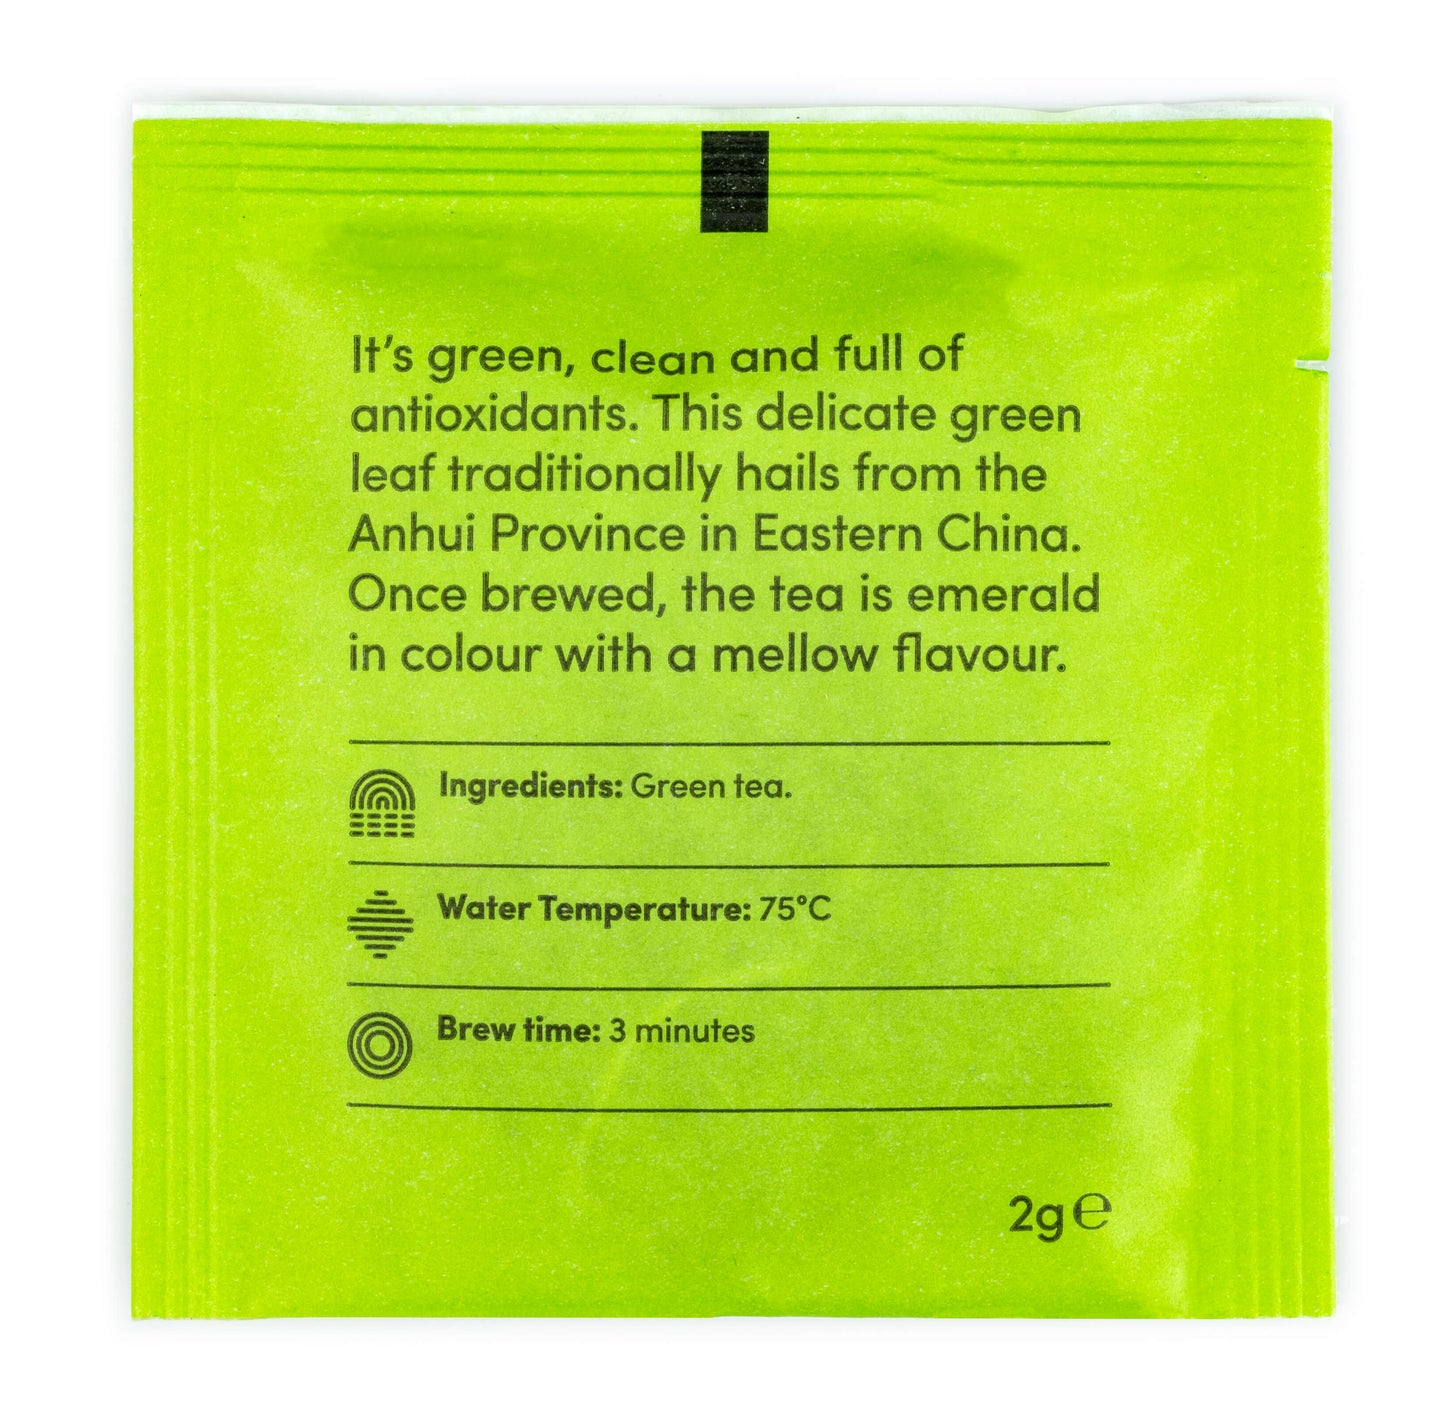 It's green, clean and full of
antioxidants. This delicate green
leaf traditionally hails from the
Anhui Province in Eastern China.
Once brewed, the tea is emerald
in colour with a mellow flavour.
Ingredients: Green tea.
Water Temperature: 75°C
Brew time: 3 minutes
2g ℮